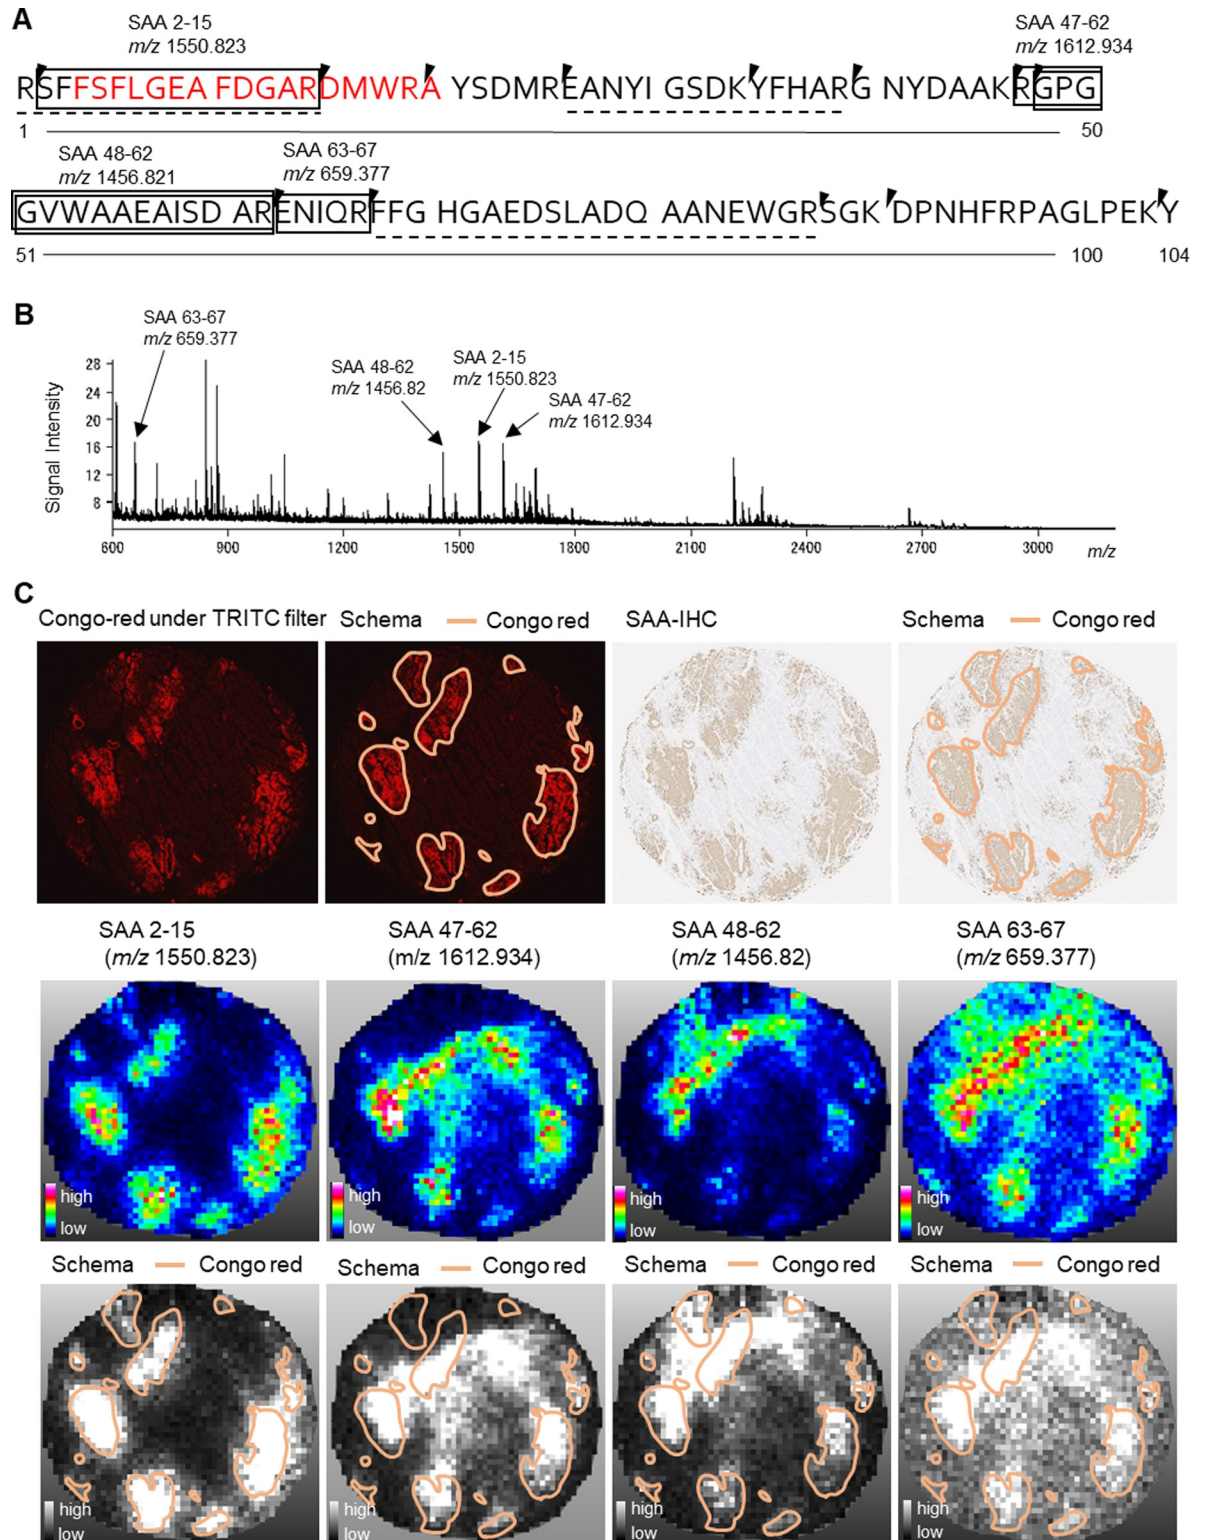 A
SAA 2-15
m/z 1550.823
SAA 47-62
m/z 1612.934
RSFFSFLGEA FDGARDMWRA YSDMREANYI GSDKYFHARG NYDAAKRGPG
1 50
SAA 48-62
m/z 1456.821
SAA 63-67
m/z 659.377
GVWAAEAISD ARENIQRFFG HGAEDSLADQ AANEWGRSGK DPNHFRPAGLPEKY
51 100 104
B
SAA 63-67
m/z 659.377
SAA 48-62
m/z 1456.82
SAA 2-15
m/z 1550.823
SAA 47-62
m/z 1612.934
Signal Intensity
28
24
20
16
12
8
600 900 1200 1500 1800 2100 2400 2700 3000 m/z
C
Congo-red under TRITC filter Schema Congo red SAA-IHC Schema Congo red
SAA 2-15 SAA 47-62 SAA 48-62 SAA 63-67
(m/z 1550.823) (m/z 1612.934) (m/z 1456.82) (m/z 659.377)
high high high high
low low low low
Schema Congo red Schema Congo red Schema Congo red Schema Congo red
high high high high
low low low low